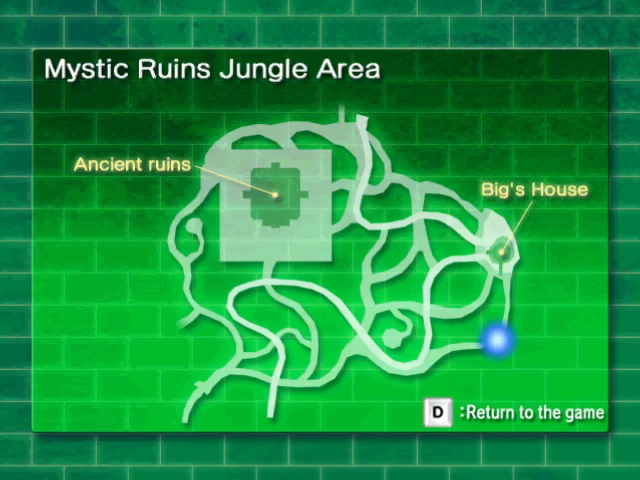 Mystic Ruins Jungle Area
Ancient ruins
Big's House
D :Return to the game